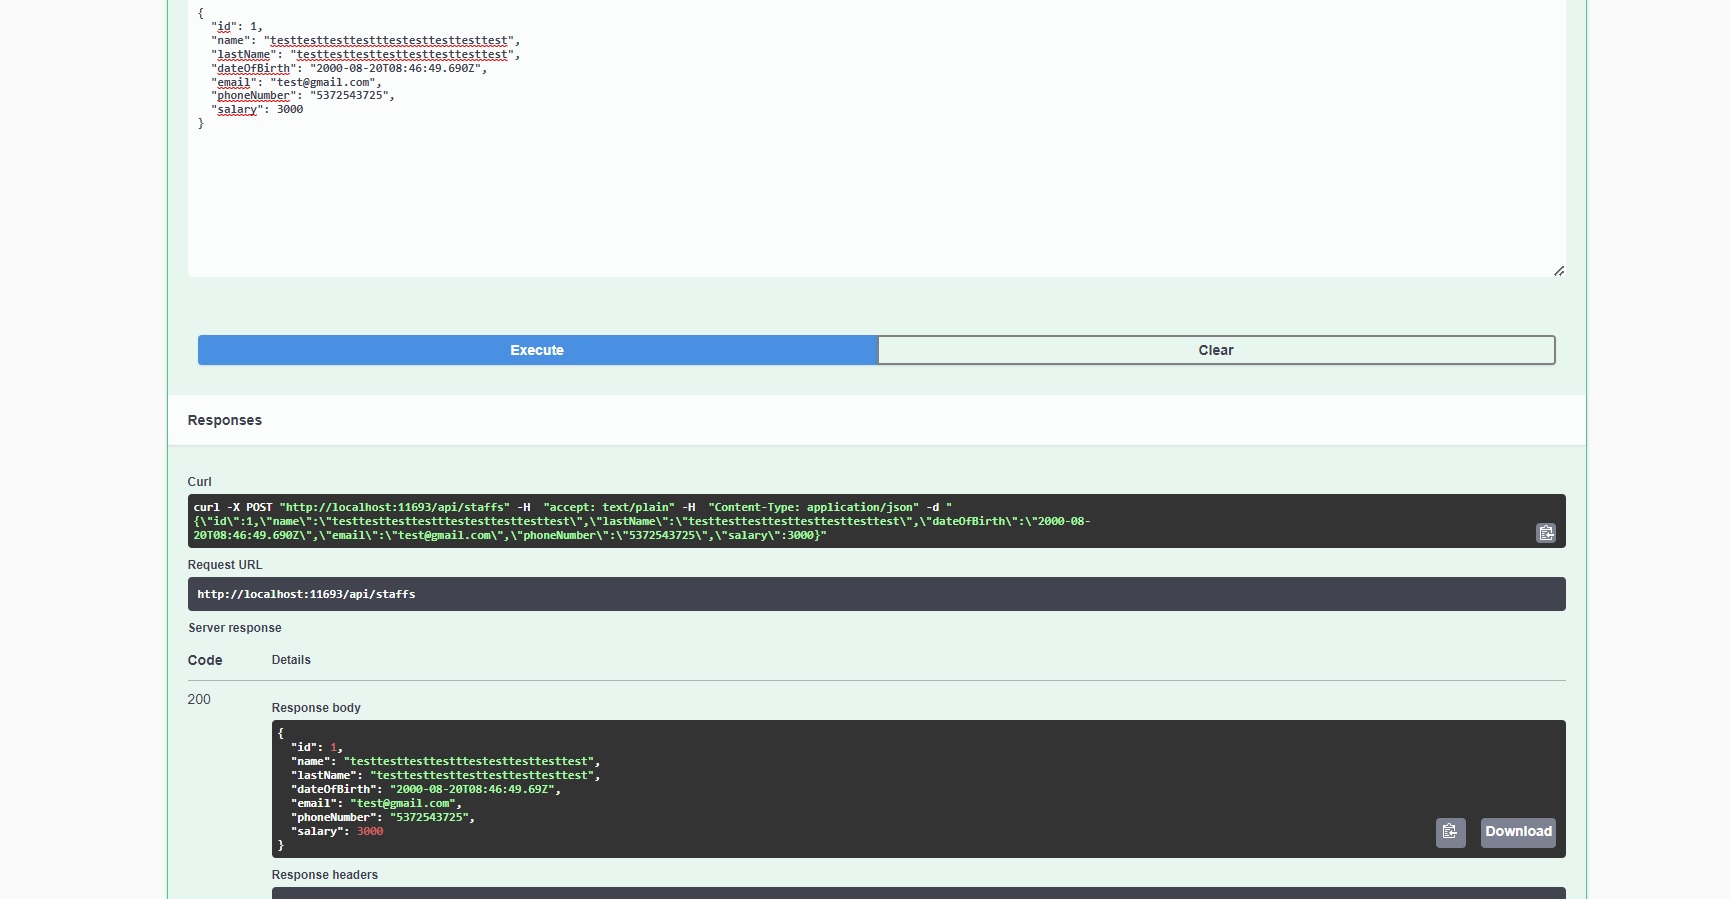 {
  "id": 1,
  "name": "testtesttesttestttestesttesttesttest",
  "lastName": "testtesttesttesttesttesttesttest",
  "dateOfBirth": "2000-08-20T08:46:49.690Z",
  "email": "test@gmail.com",
  "phoneNumber": "5372543725",
  "salary": 3000
}
Execute
Clear
Responses
Curl
curl -X POST "http://localhost:11693/api/staffs" -H  "accept: text/plain" -H  "Content-Type: application/json" -d "
{\"id\":1,\"name\":\"testtesttesttestttestesttesttesttest\",\"lastName\":\"testtesttesttesttesttesttesttest\",\"dateOfBirth\":\"2000-08-
20T08:46:49.690Z\",\"email\":\"test@gmail.com\",\"phoneNumber\":\"5372543725\",\"salary\":3000}"
Request URL
http://localhost:11693/api/staffs
Server response
Code Details
200
Response body
{
  "id": 1,
  "name": "testtesttesttestttestesttesttesttest",
  "lastName": "testtesttesttesttesttesttesttest",
  "dateOfBirth": "2000-08-20T08:46:49.69Z",
  "email": "test@gmail.com",
  "phoneNumber": "5372543725",
  "salary": 3000
}
Download
Response headers